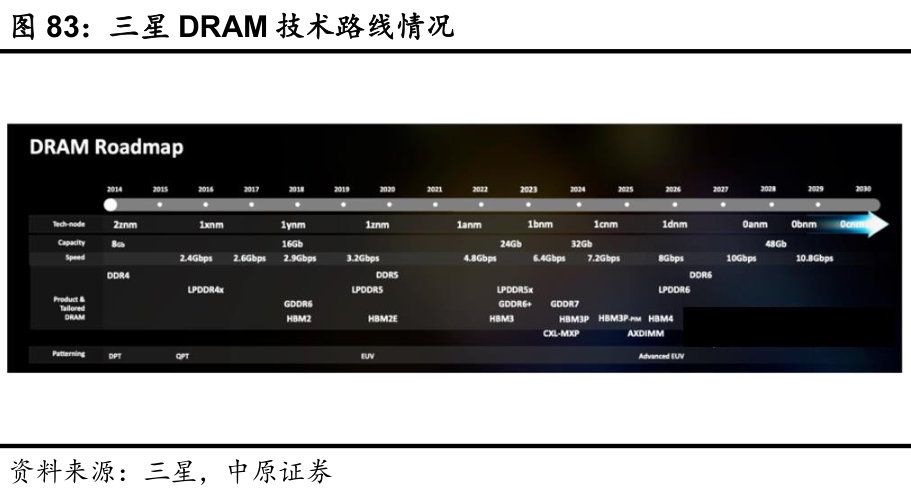 图 83：三星 DRAM 技术路线情况
DRAM Roadmap
2014 2015 2016 2017 2018 2019 2020 2021 2022 2023 2024 2025 2026 2027 2028 2029 2030
Tech-node 2znm 1xnm 1ynm 1znm 1anm 1bnm 1cnm 1dnm 0anm 0bnm 0cnm
Capacity 8Gb 16Gb 24Gb 32Gb 48Gb
Speed 2.4Gbps 2.6Gbps 2.9Gbps 3.2Gbps 4.8Gbps 6.4Gbps 7.2Gbps 8Gbps 10Gbps 10.8Gbps
DDR4 DDR5 DDR6
LPDDR4x LPDDR5 LPDDR5x LPDDR6
Product &
Tailored
DRAM
GDDR6 GDDR6+ GDDR7
HBM2 HBM2E HBM3 HBM3P HBM3P-PIM HBM4
CXL-MXP AXDIMM
Patterning DPT QPT EUV Advanced EUV
资料来源：三星，中原证券